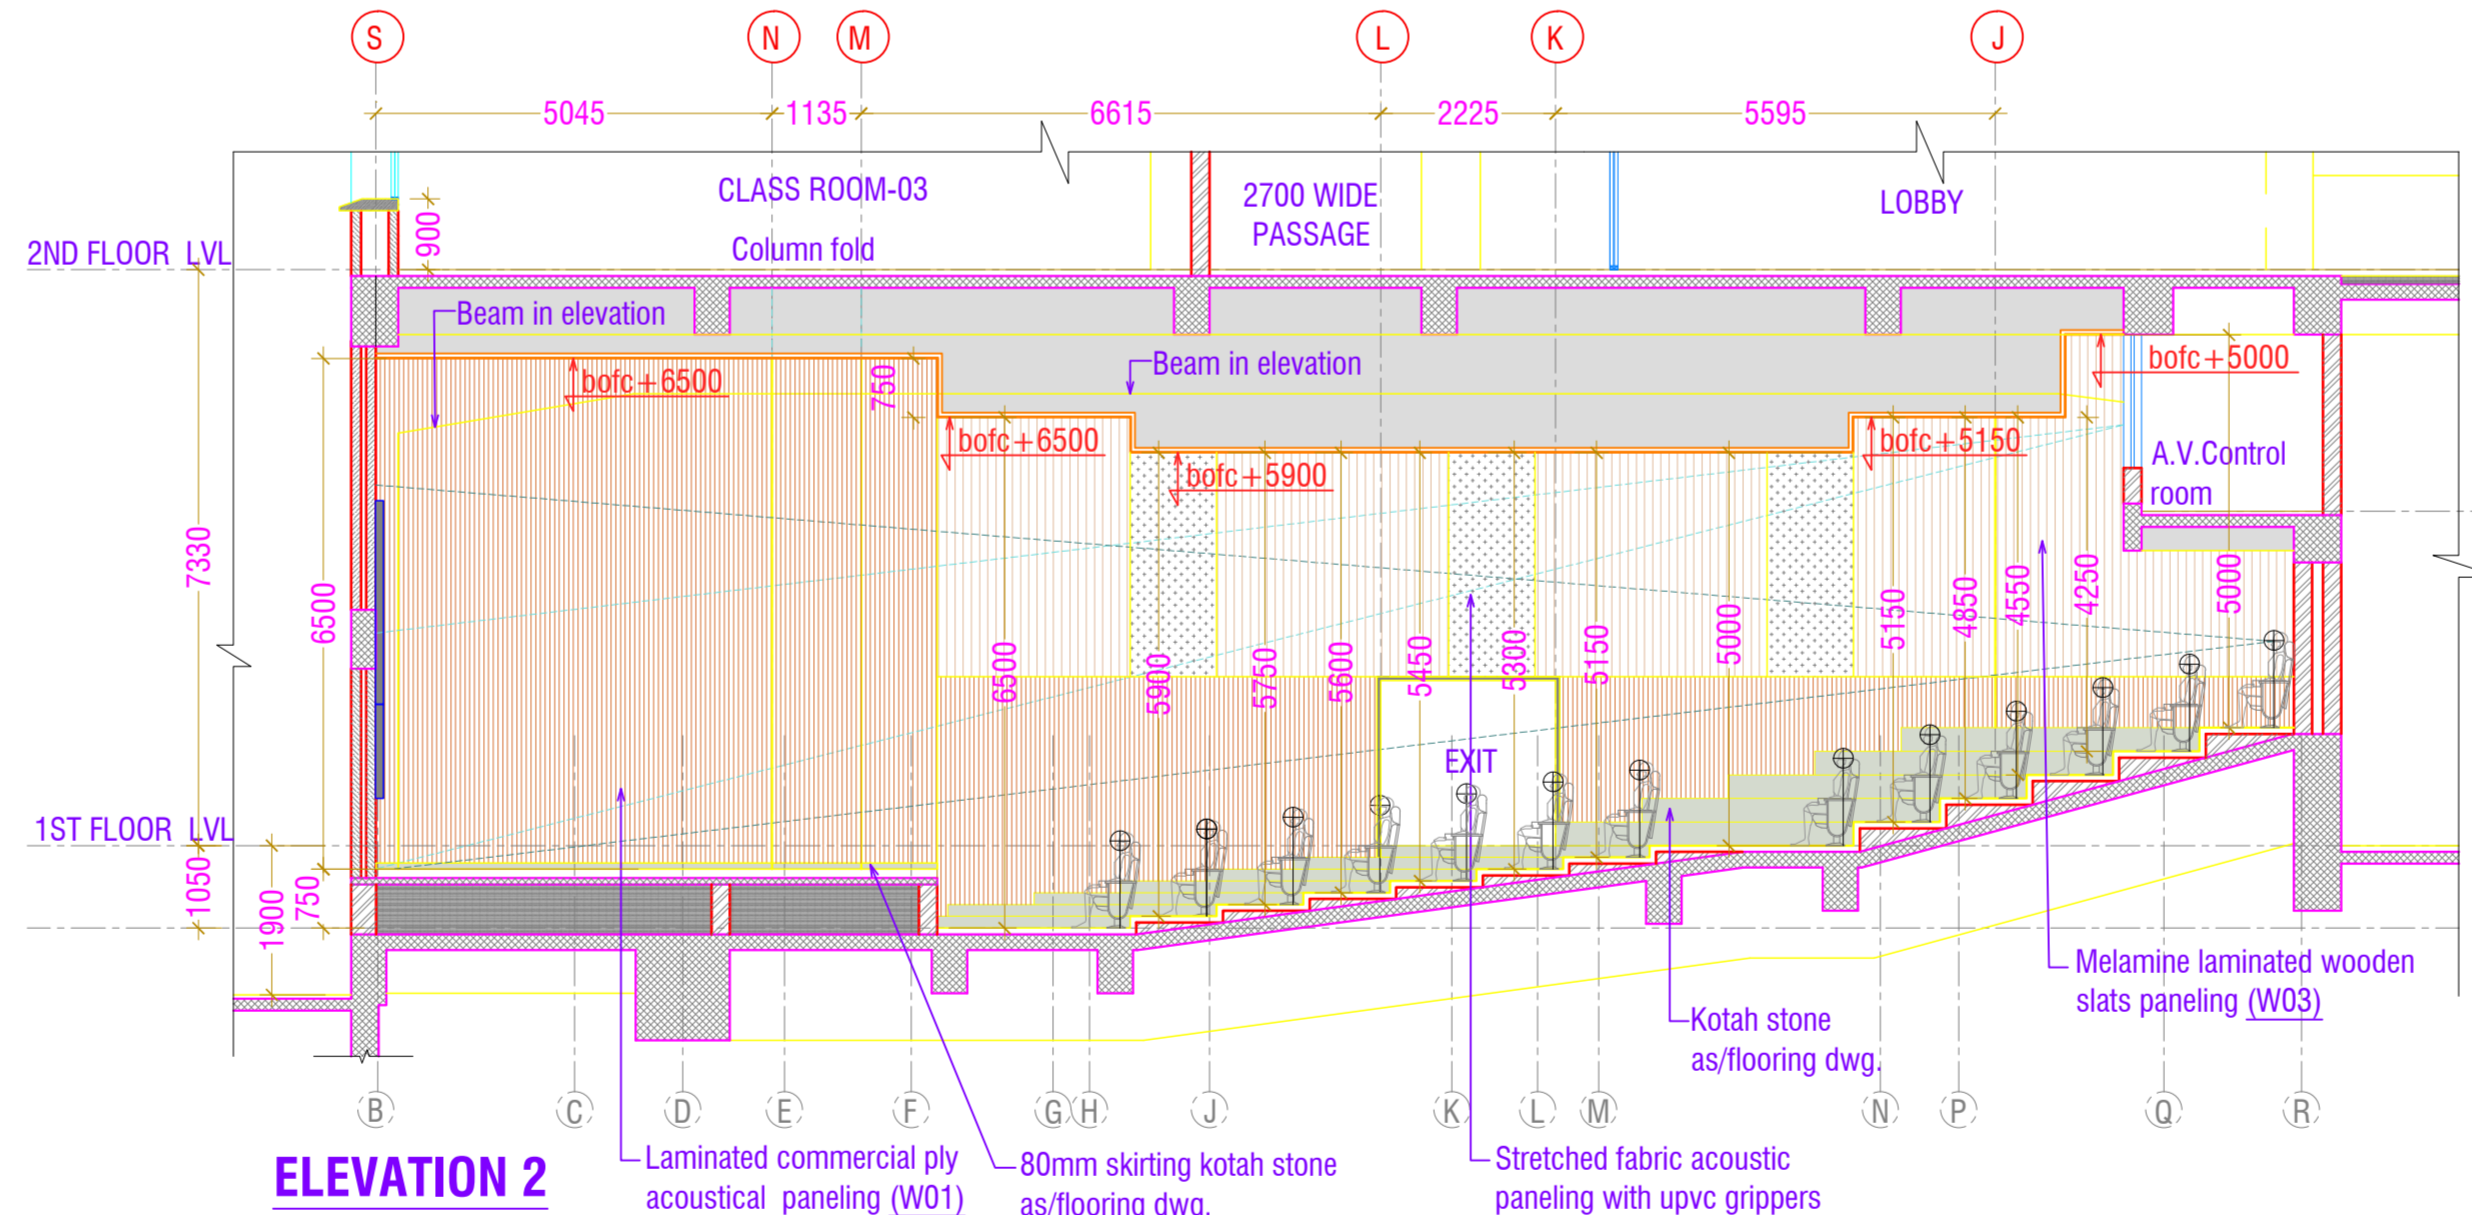 S
N
M
L
K
J
5045
1135
6615
2225
5595
CLASS ROOM-03
2700 WIDE
PASSAGE
LOBBY
900
Column fold
2ND FLOOR LVL
Beam in elevation
Beam in elevation
bofc+6500
750
bofc+5000
bofc+6500
bofc+5900
bofc+5150
A.V.Control
room
7330
6500
6500
5900
5750
5600
5450
5300
5150
5000
5150
4850
4550
4250
5000
EXIT
1ST FLOOR LVL
1050
1900
750
Melamine laminated wooden
slats paneling (W03)
Kotah stone
as/flooring dwg.
B
C
D
E
F
G
H
J
K
L
M
N
P
Q
R
ELEVATION 2
Laminated commercial ply
acoustical paneling (W01)
80mm skirting kotah stone
as/flooring dwg.
Stretched fabric acoustic
paneling with upvc grippers